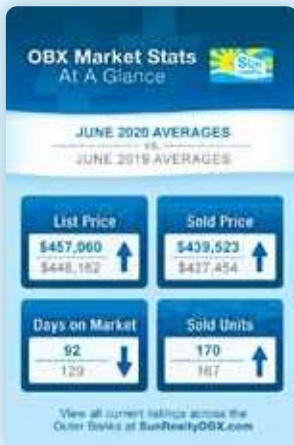 OBX Market Stats
At A Glance
Sun
JUNE 2020 AVERAGES
vs.
JUNE 2019 AVERAGES
List Price
$457,060
Sold Price
$439,523
$427,454
Days on Market
92
129
Sold Units
170
167
View all current listings across the
Outer Banks at SunRealtyOBX.com